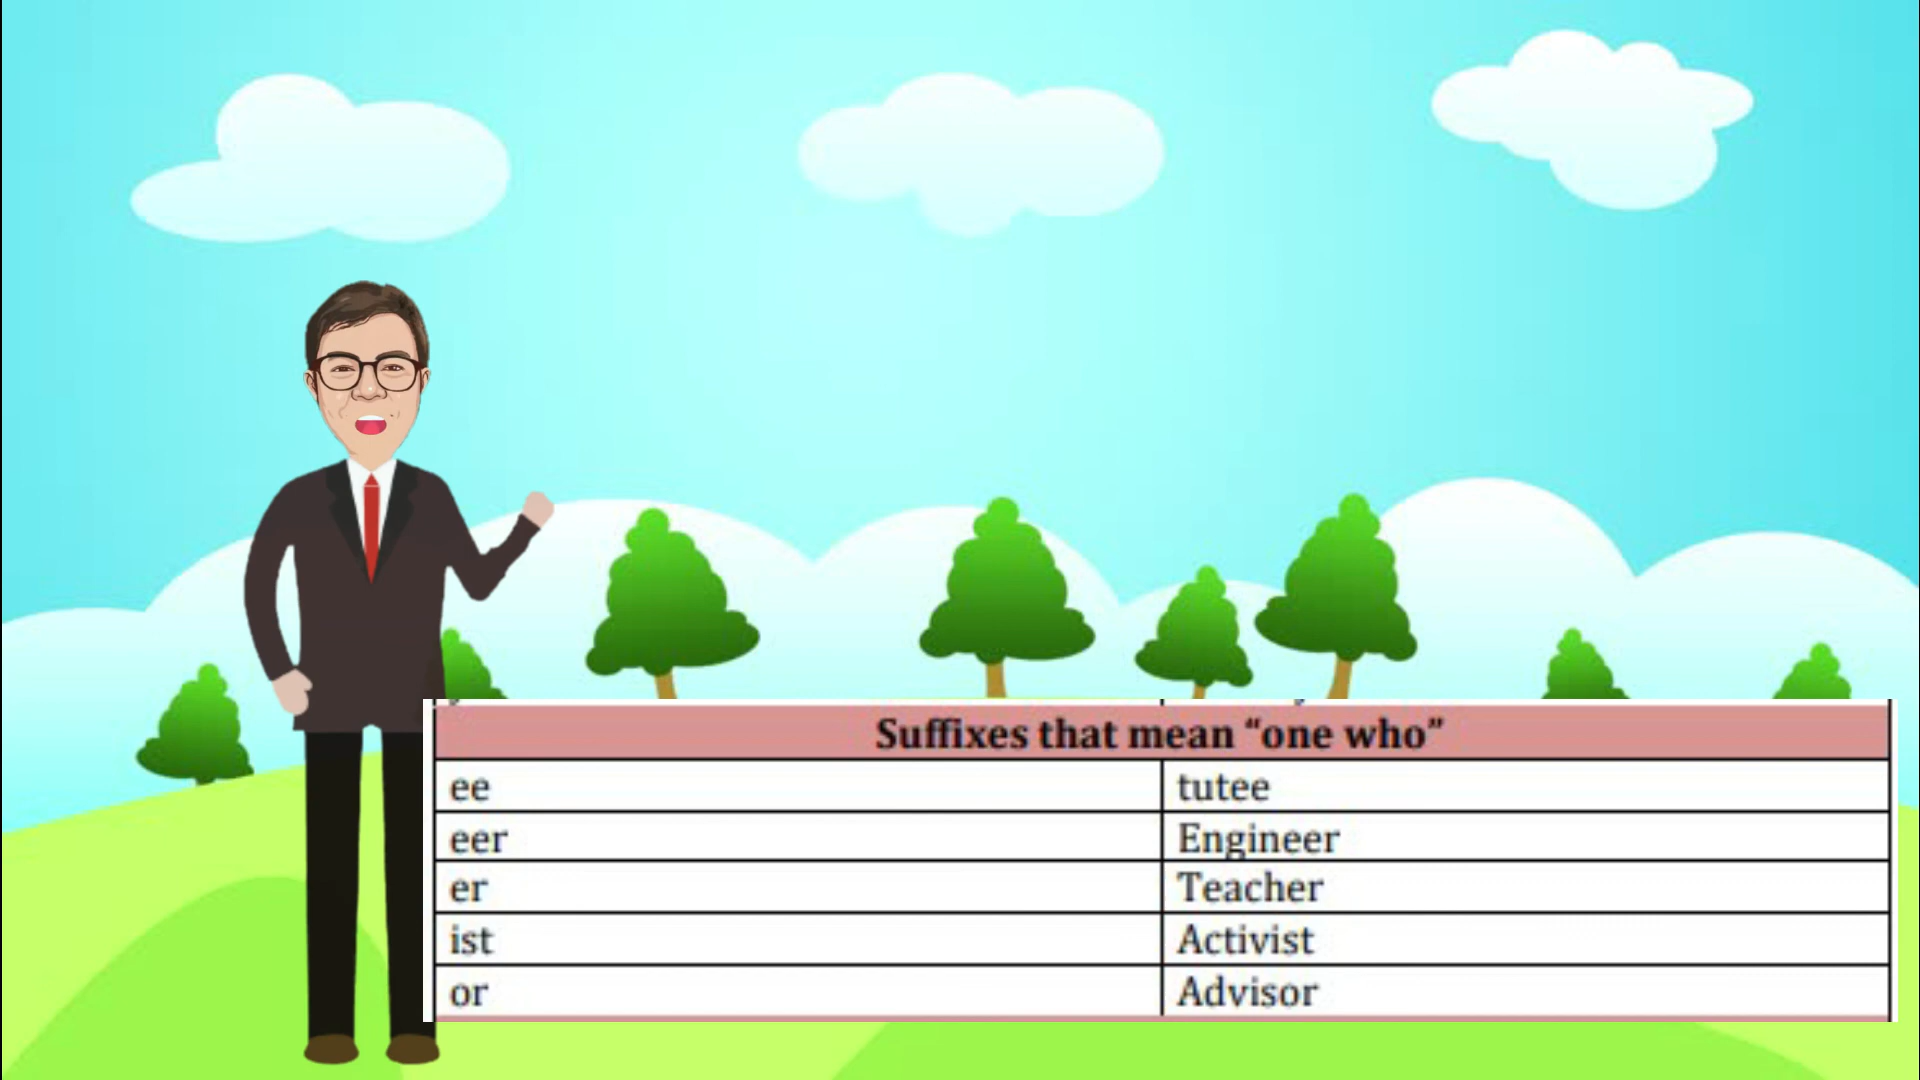 Suffixes that mean “one who”
ee tutee
eer Engineer
er Teacher
ist Activist
or Advisor